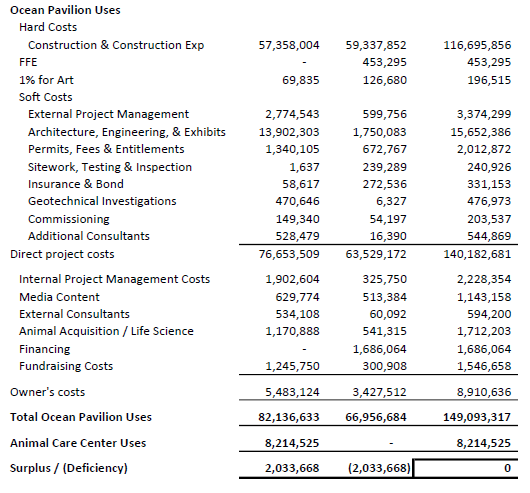 Ocean Pavilion Uses
Hard Costs
Construction & Construction Exp 57,358,004 59,337,852 116,695,856
FFE - 453,295 453,295
1% for Art 69,835 126,680 196,515
Soft Costs
External Project Management 2,774,543 599,756 3,374,299
Architecture, Engineering, & Exhibits 13,902,303 1,750,083 15,652,386
Permits, Fees & Entitlements 1,340,105 672,767 2,012,872
Sitework, Testing & Inspection 1,637 239,289 240,926
Insurance & Bond 58,617 272,536 331,153
Geotechnical Investigations 470,646 6,327 476,973
Commissioning 149,340 54,197 203,537
Additional Consultants 528,479 16,390 544,869
Direct project costs 76,653,509 63,529,172 140,182,681
Internal Project Management Costs 1,902,604 325,750 2,228,354
Media Content 629,774 513,384 1,143,158
External Consultants 534,108 60,092 594,200
Animal Acquisition / Life Science 1,170,888 541,315 1,712,203
Financing - 1,686,064 1,686,064
Fundraising Costs 1,245,750 300,908 1,546,658
Owner's costs 5,483,124 3,427,512 8,910,636
Total Ocean Pavilion Uses 82,136,633 66,956,684 149,093,317
Animal Care Center Uses 8,214,525 - 8,214,525
Surplus / (Deficiency) 2,033,668 (2,033,668) 0